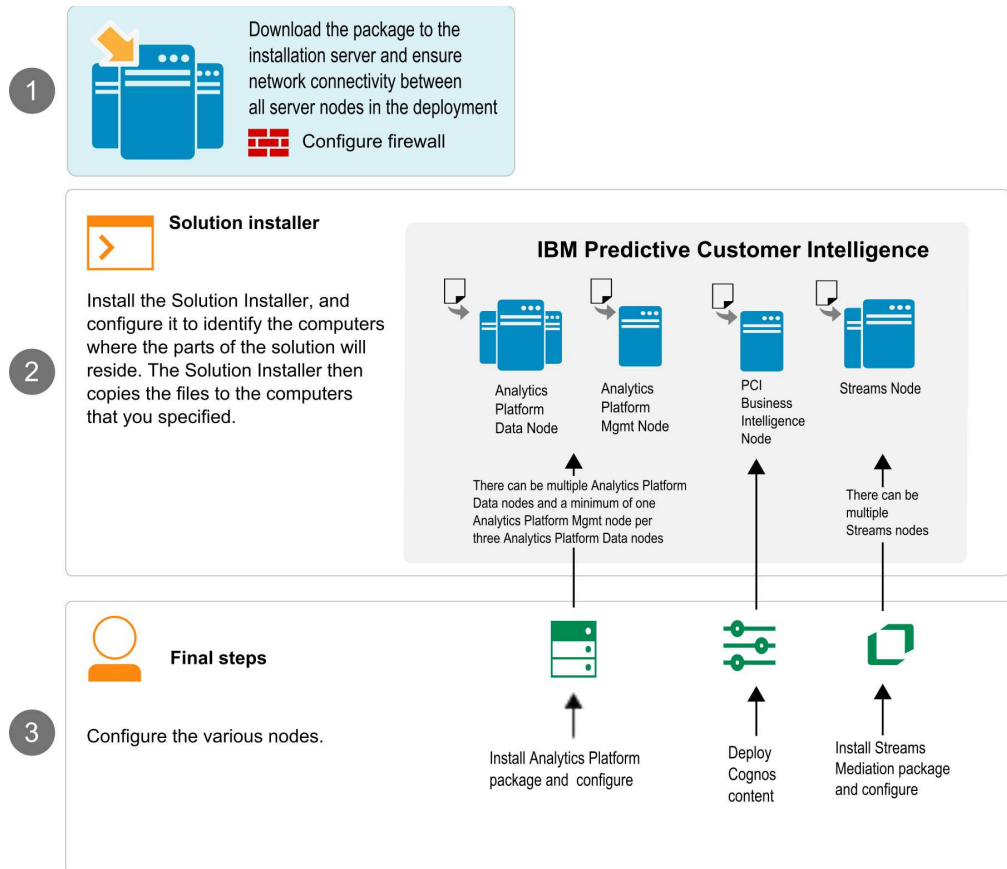 1
Download the package to the
installation server and ensure
network connectivity between
all server nodes in the deployment
Configure firewall
2
Solution installer
Install the Solution Installer, and
configure it to identify the computers
where the parts of the solution will
reside. The Solution Installer then
copies the files to the computers
that you specified.
IBM Predictive Customer Intelligence
Analytics
Platform
Data Node
Analytics
Platform
Mgmt Node
PCI
Business
Intelligence
Node
Streams Node
There can be multiple Analytics Platform
Data nodes and a minimum of one
Analytics Platform Mgmt node per
three Analytics Platform Data nodes
There can be
multiple
Streams nodes
3
Final steps
Configure the various nodes.
Install Analytics Platform
package and configure
Deploy
Cognos
content
Install Streams
Mediation package
and configure